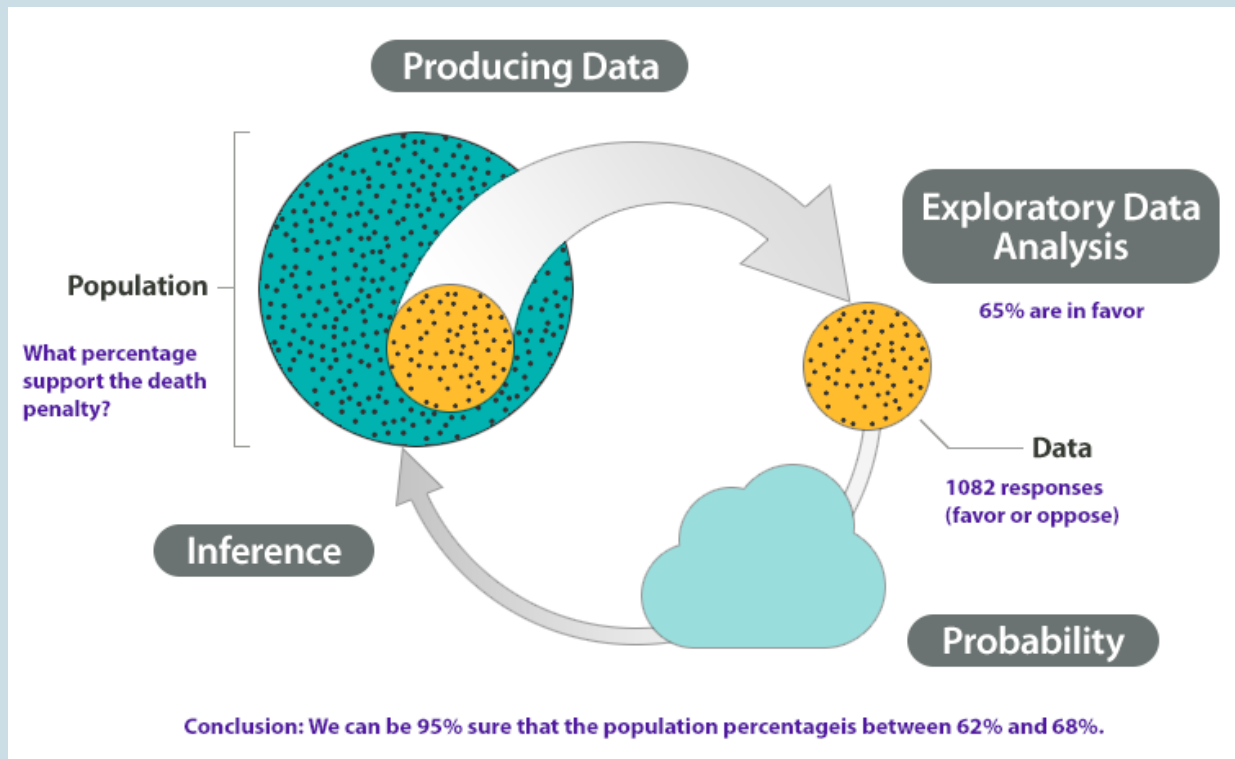 Producing Data
Exploratory Data
Analysis
65% are in favor
Population
What percentage
support the death
penalty?
Data
1082 responses
(favor or oppose)
Inference
Probability
Conclusion: We can be 95% sure that the population percentageis between 62% and 68%.